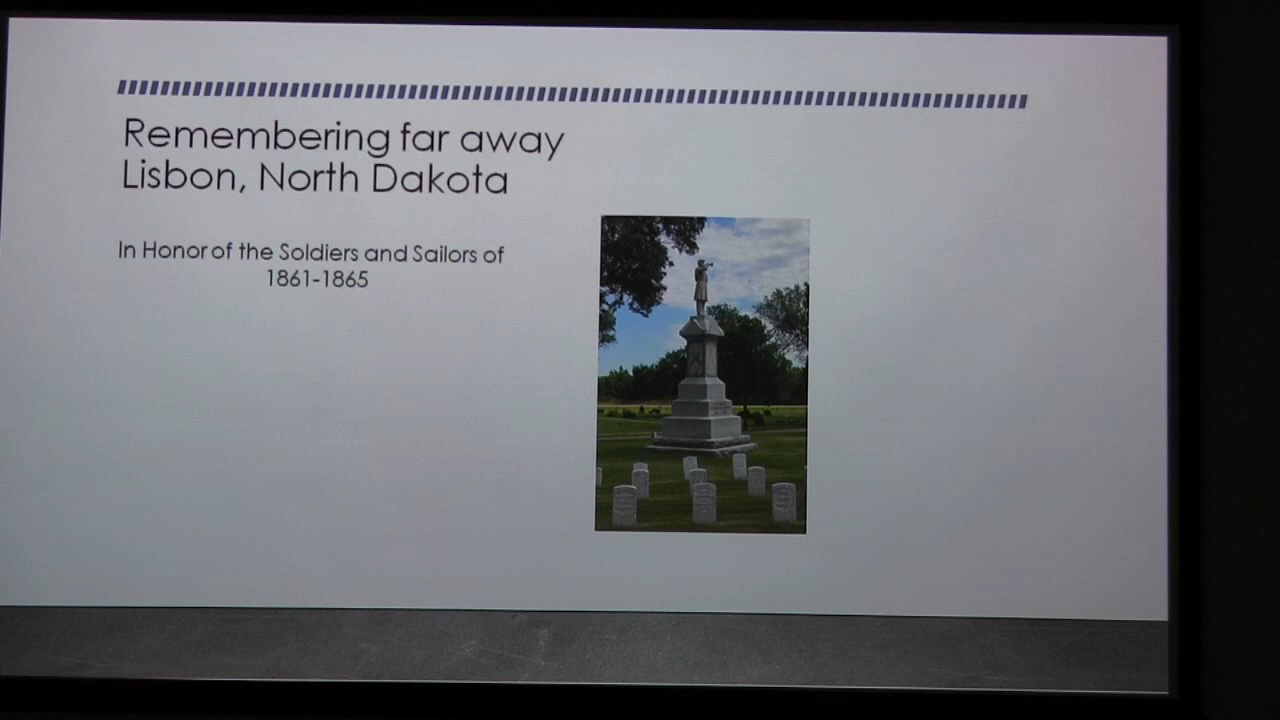 Remembering far away
Lisbon, North Dakota
In Honor of the Soldiers and Sailors of
1861-1865